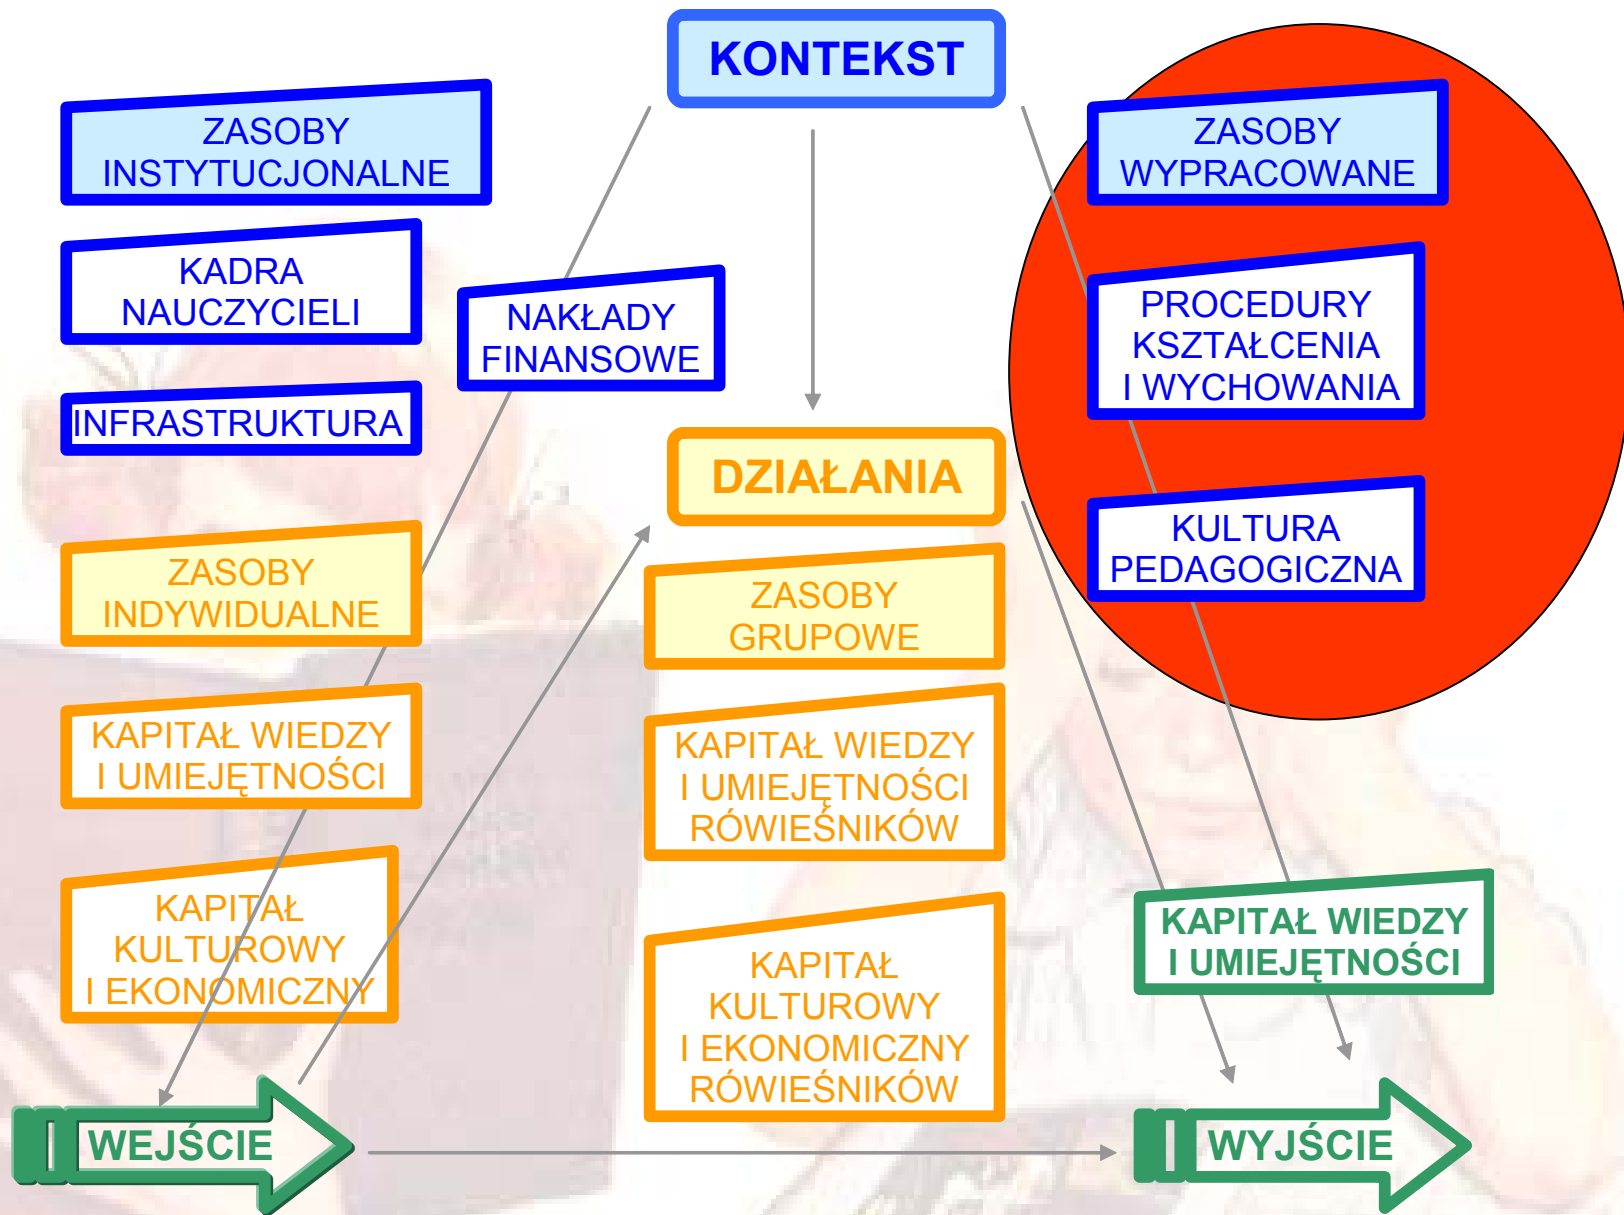 KONTEKST
ZASOBY
INSTYTUCJONALNE
KADRA
NAUCZYCIELI
NAKŁADY
FINANSOWE
INFRASTRUKTURA
ZASOBY
WYPRACOWANE
PROCEDURY
KSZTAŁCENIA
I WYCHOWANIA
KULTURA
PEDAGOGICZNA
DZIAŁANIA
ZASOBY
INDYWIDUALNE
KAPITAŁ WIEDZY
I UMIEJĘTNOŚCI
KAPITAŁ
KULTUROWY
I EKONOMICZNY
ZASOBY
GRUPOWE
KAPITAŁ WIEDZY
I UMIEJĘTNOŚCI
RÓWIEŚNIKÓW
KAPITAŁ
KULTUROWY
I EKONOMICZNY
RÓWIEŚNIKÓW
KAPITAŁ WIEDZY
I UMIEJĘTNOŚCI
WEJŚCIE
WYJŚCIE